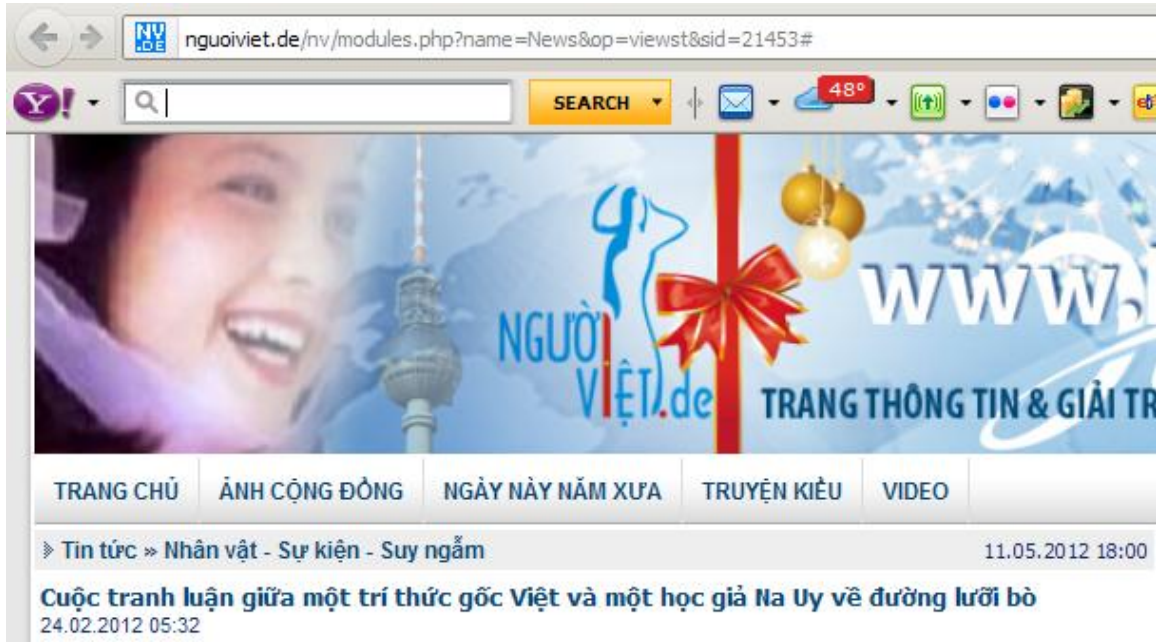 NV
.DE
nguoiviet.de/nv/modules.php?name=News&op=viewst&sid=21453#
Y!
SEARCH
48°
NGƯỜI
VIỆT.de
www.
TRANG THÔNG TIN & GIẢI TR
TRANG CHỦ ẢNH CỘNG ĐỒNG NGÀY NÀY NĂM XƯA TRUYỆN KIỀU VIDEO
Tin tức » Nhân vật - Sự kiện - Suy ngẫm 11.05.2012 18:00
Cuộc tranh luận giữa một trí thức gốc Việt và một học giả Na Uy về đường lưỡi bò
24.02.2012 05:32